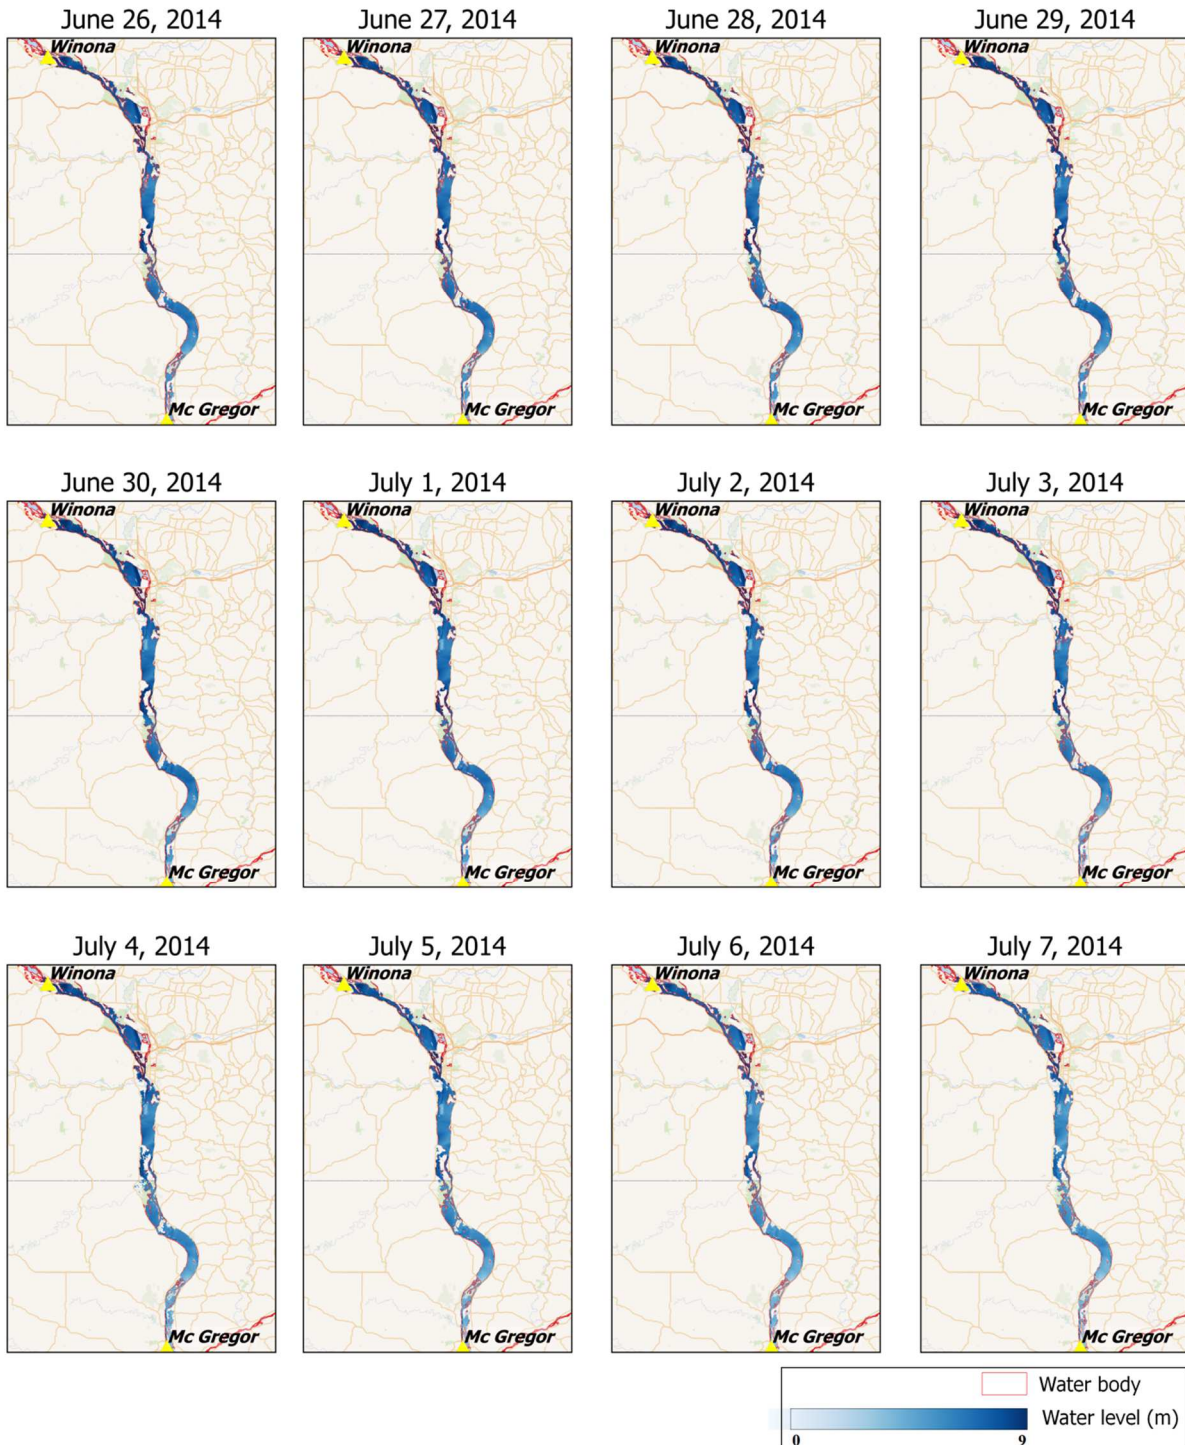 June 26, 2014
June 27, 2014
June 28, 2014
June 29, 2014
Winona
Winona
Winona
Winona
Mc Gregor
Mc Gregor
Mc Gregor
Mc Gregor
June 30, 2014
July 1, 2014
July 2, 2014
July 3, 2014
Winona
Winona
Winona
Winona
Mc Gregor
Mc Gregor
Mc Gregor
Mc Gregor
July 4, 2014
July 5, 2014
July 6, 2014
July 7, 2014
Winona
Winona
Winona
Winona
Mc Gregor
Mc Gregor
Mc Gregor
Mc Gregor
Water body
Water level (m)
0 9